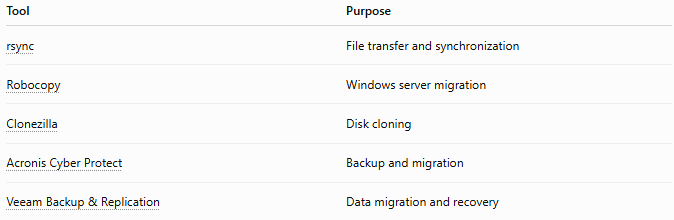 Tool Purpose
rsync File transfer and synchronization
Robocopy Windows server migration
Clonezilla Disk cloning
Acronis Cyber Protect Backup and migration
Veeam Backup & Replication Data migration and recovery